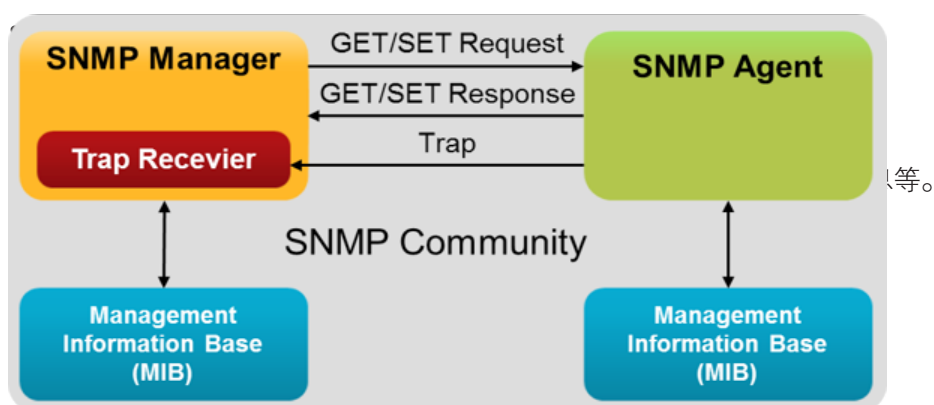 SNMP Manager
GET/SET Request
SNMP Agent
GET/SET Response
Trap Recevier
Trap
等。
SNMP Community
Management
Information Base
(MIB)
Management
Information Base
(MIB)